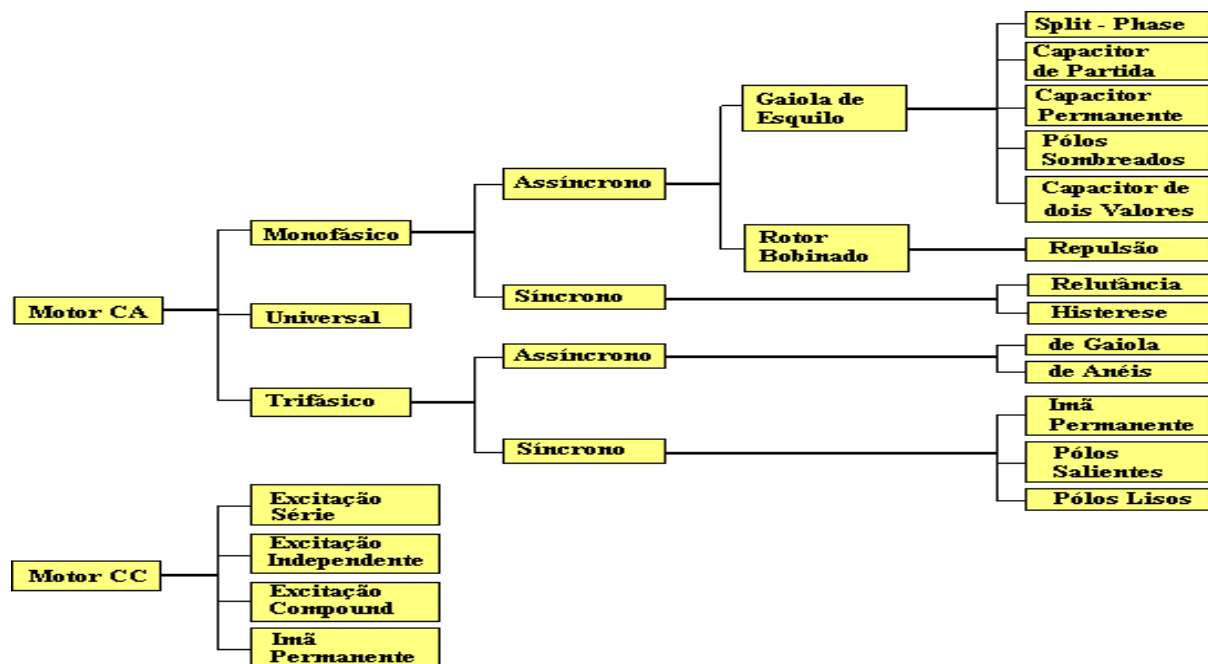 Split - Phase
Capacitor
de Partida
Gaiola de
Esquilo
Capacitor
Permanente
Pólos
Sombreados
Assíncrono
Capacitor de
dois Valores
Monofásico
Rotor
Bobinado
Repulsão
Síncrono
Relutância
Histerese
Motor CA
Universal
Assíncrono
de Gaiola
de Anéis
Trifásico
Imã
Permanente
Síncrono
Pólos
Salientes
Pólos Lisos
Excitação
Série
Excitação
Independente
Motor CC
Excitação
Compound
Imã
Permanente